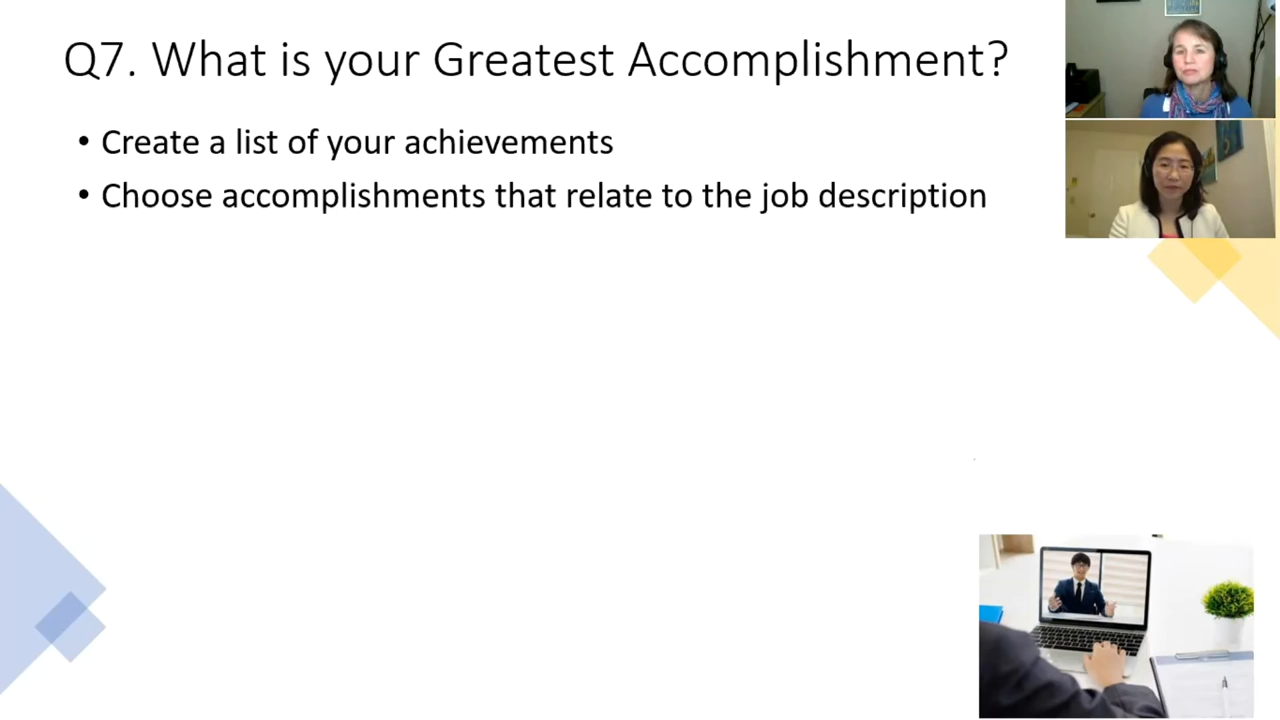 Q7. What is your Greatest Accomplishment?
• Create a list of your achievements
• Choose accomplishments that relate to the job description